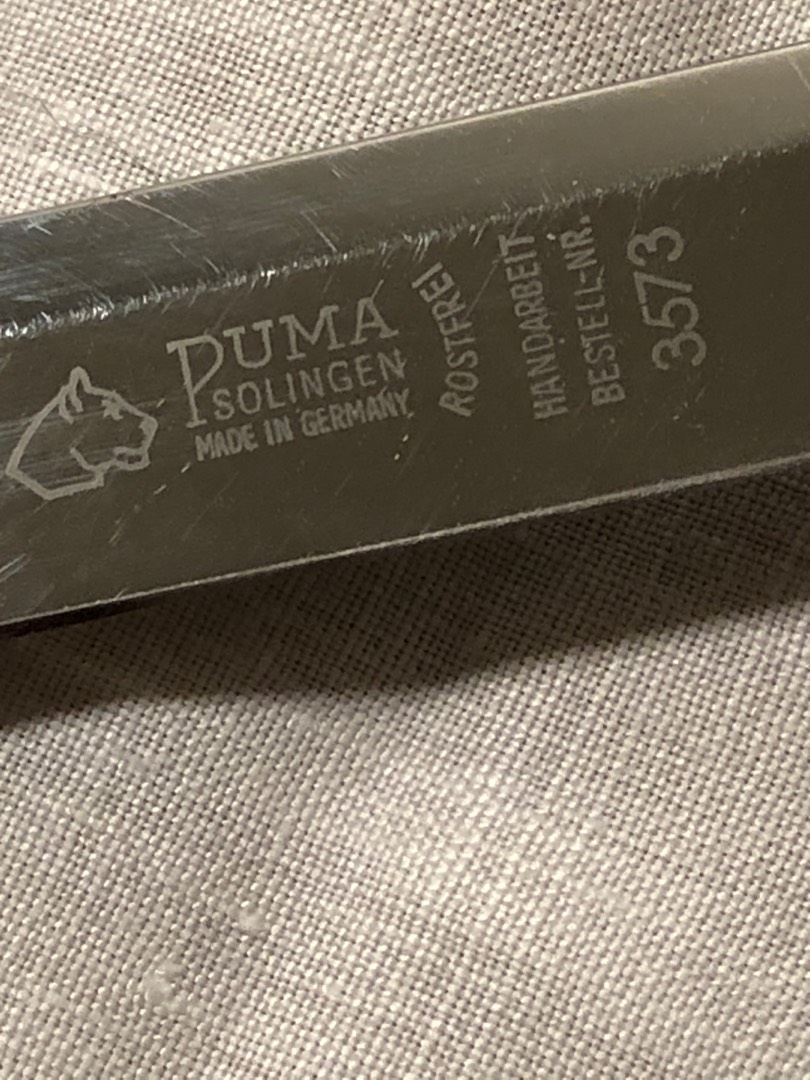 PUMA
SOLINGEN
MADE IN GERMANY
ROSTFREI
HANDARBEIT
BESTELL-NR.
3573